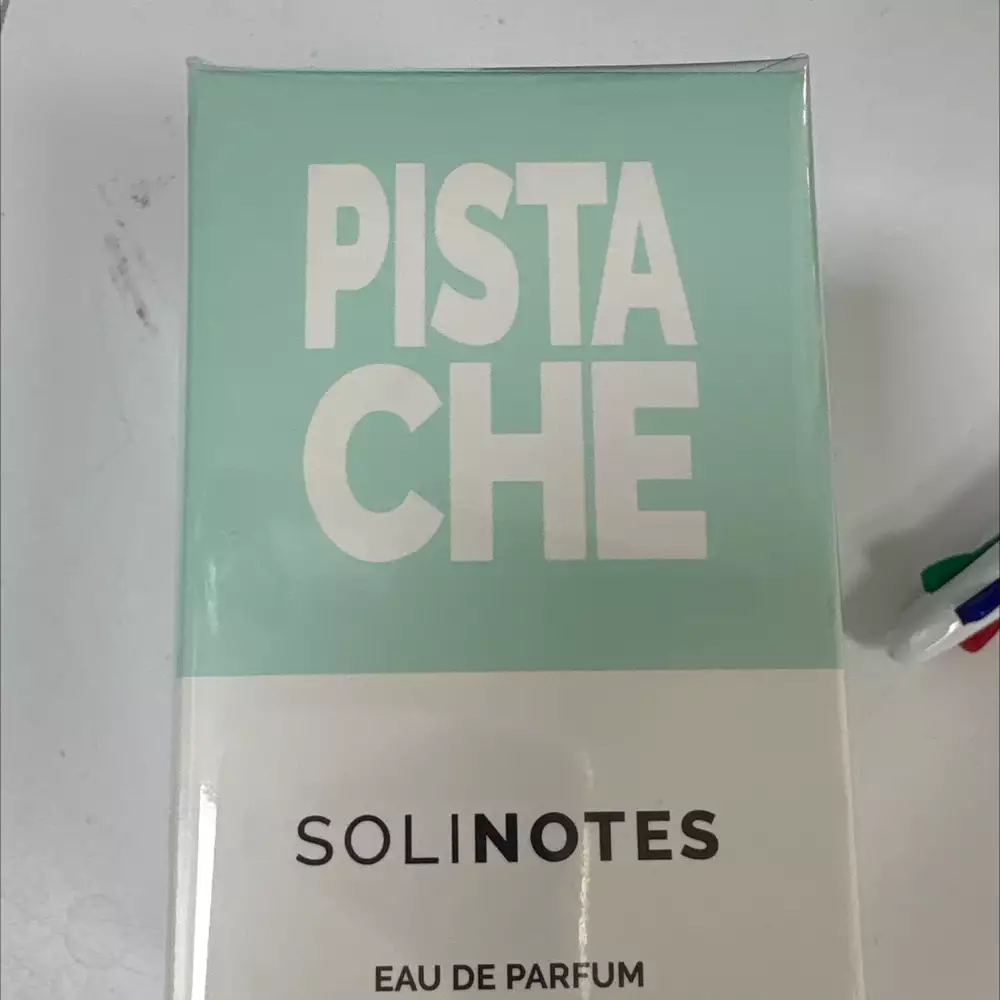 PISTA
CHE
SOLINOTES
EAU DE PARFUM